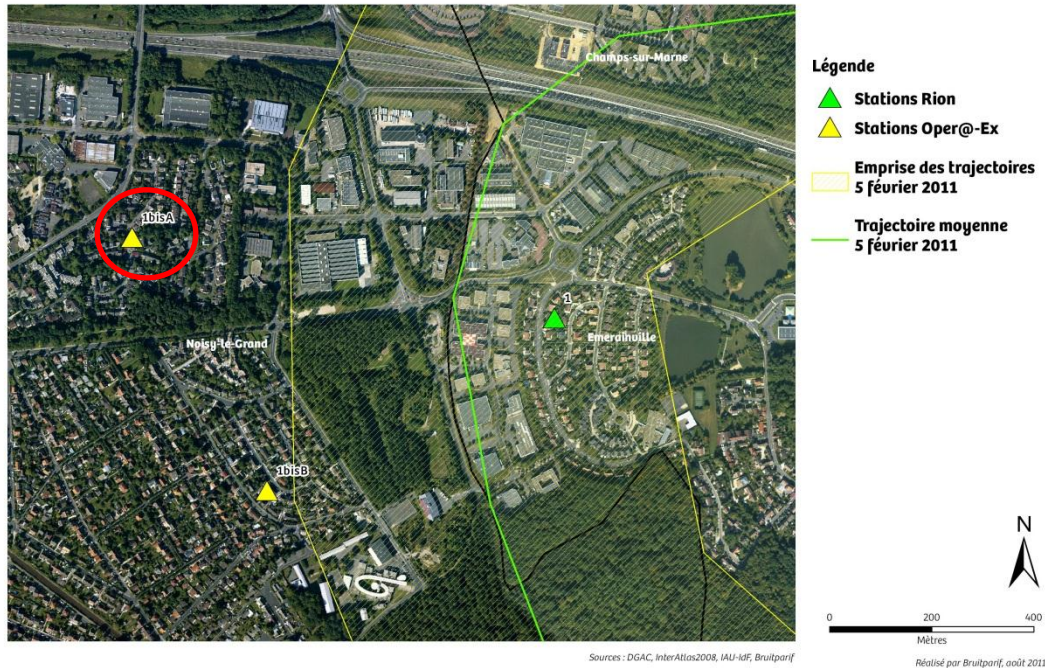 Champs-sur-Marne
1bisA
1
Emerainville
Noisy-le-Grand
1bisB
Légende
Stations Rion
Stations Oper@-Ex
Emprise des trajectoires
5 février 2011
Trajectoire moyenne
5 février 2011
N
0 200 400
Mètres
Sources : DGAC, InterAtlas2008, IAU-IdF, Bruitparif
Réalisé par Bruitparif, août 2011